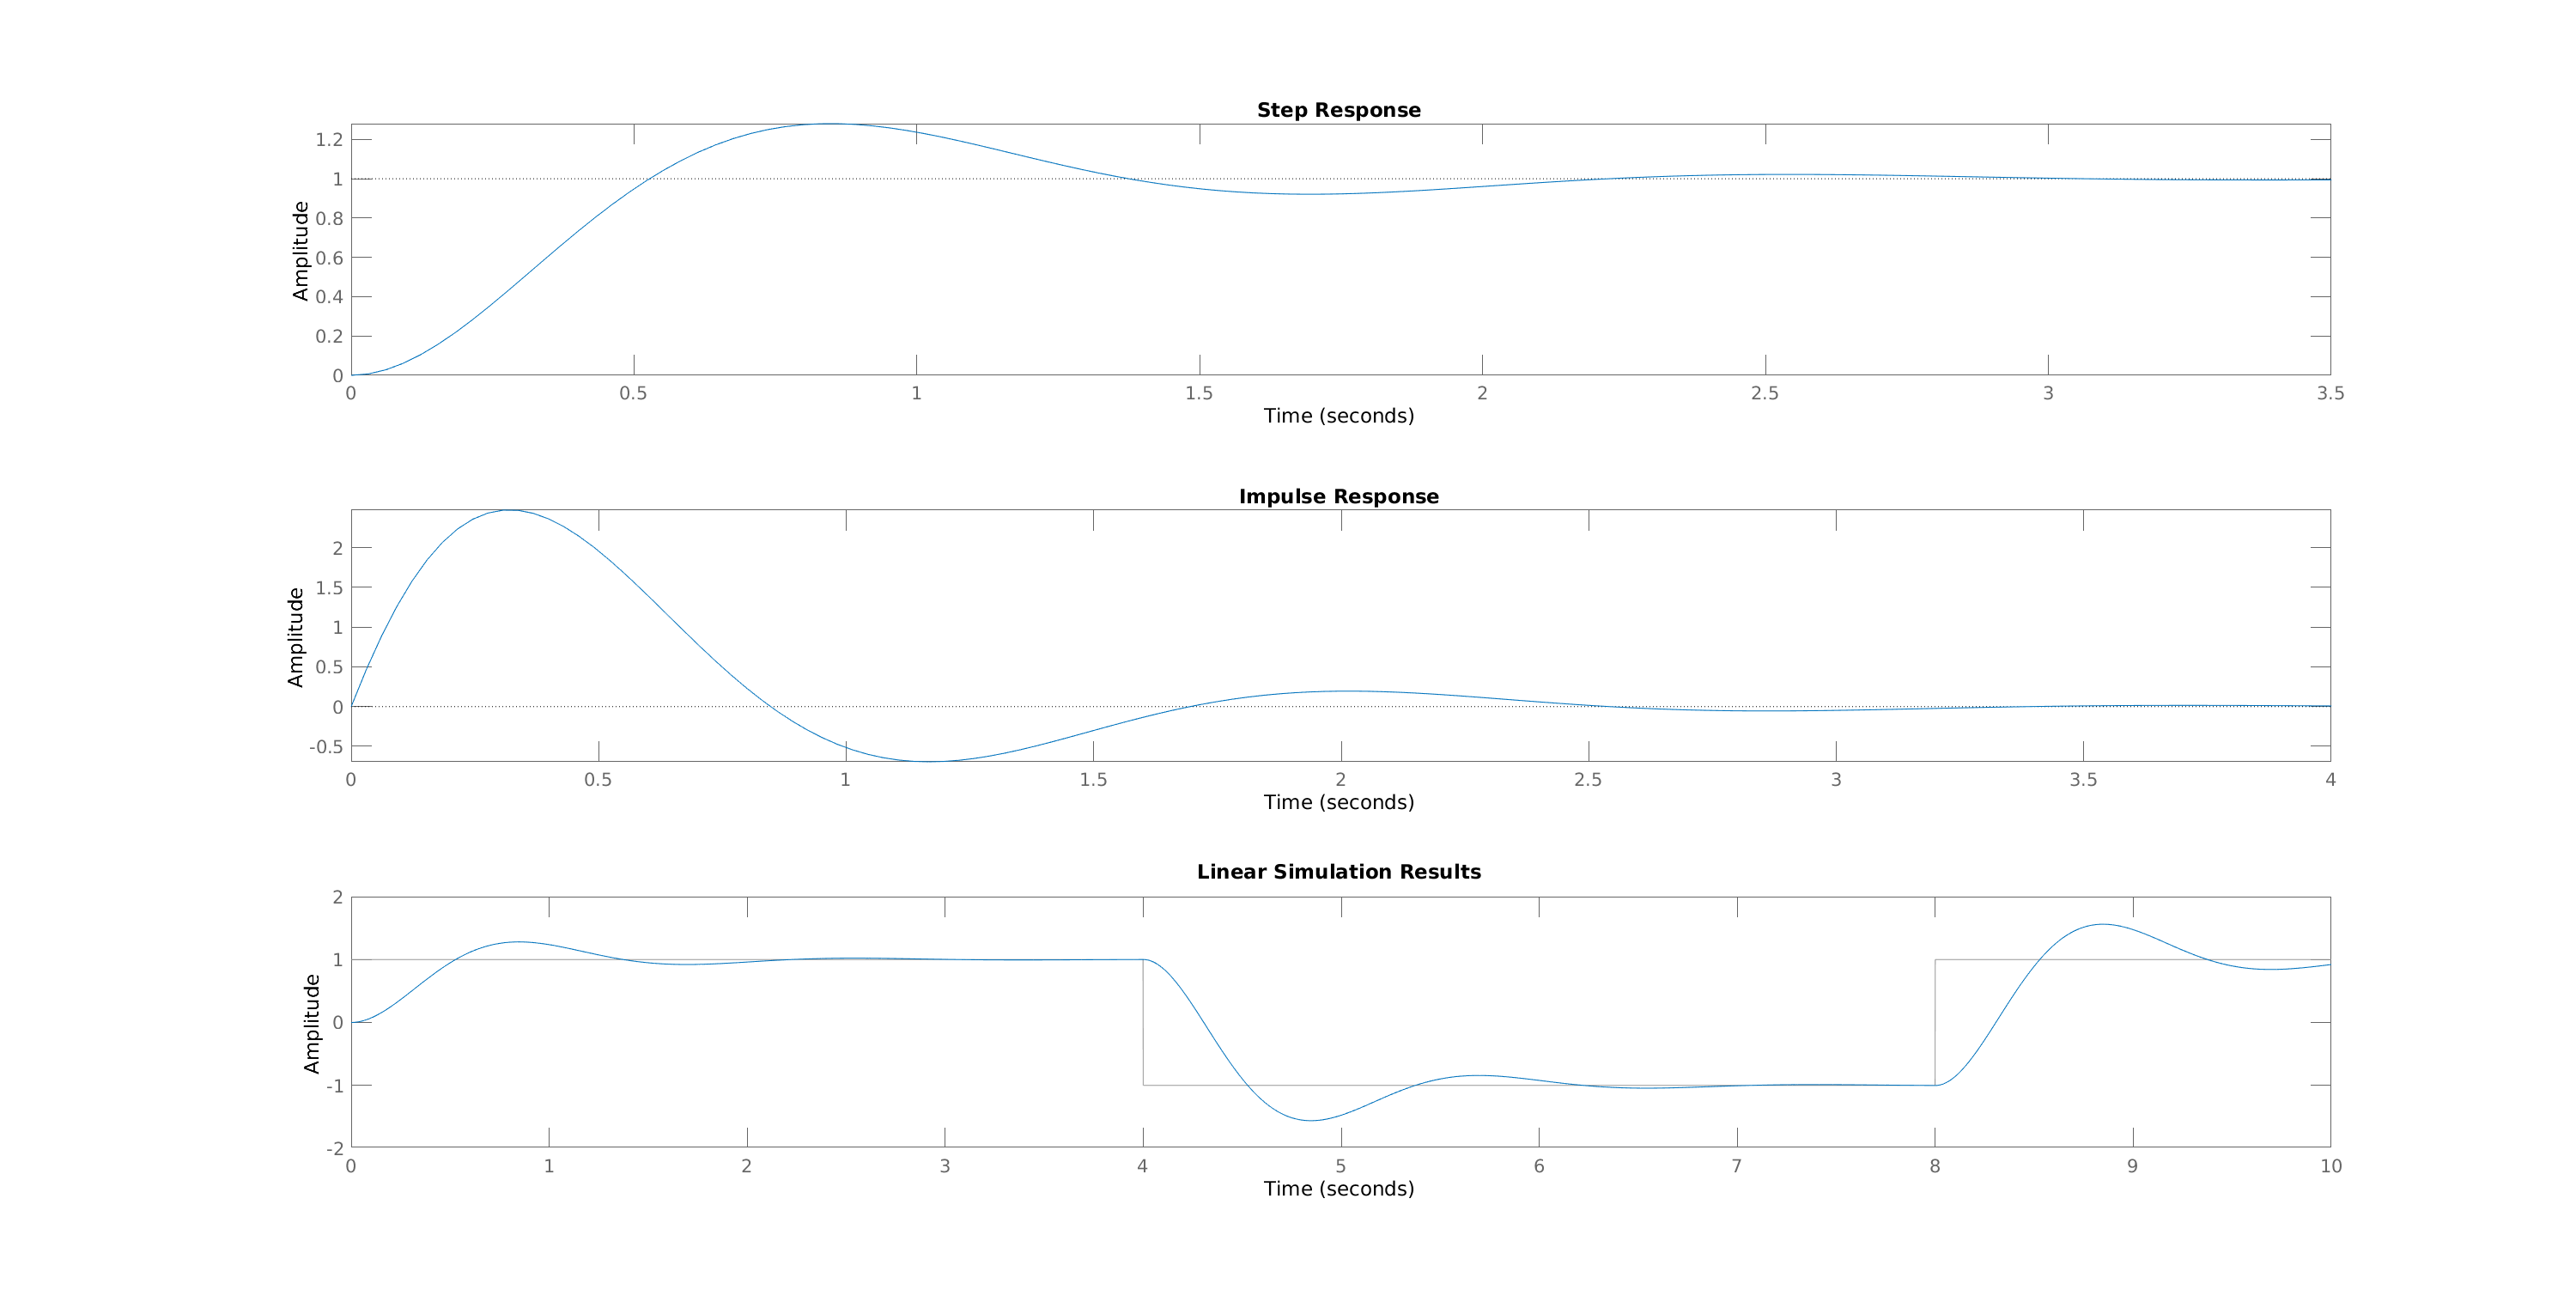 Step Response
Amplitude
1.2
1
0.8
0.6
0.4
0.2
0
0 0.5 1 1.5 2 2.5 3 3.5
Time (seconds)
Impulse Response
Amplitude
2
1.5
1
0.5
0
-0.5
0 0.5 1 1.5 2 2.5 3 3.5 4
Time (seconds)
Linear Simulation Results
Amplitude
2
1
0
-1
-2
0 1 2 3 4 5 6 7 8 9 10
Time (seconds)